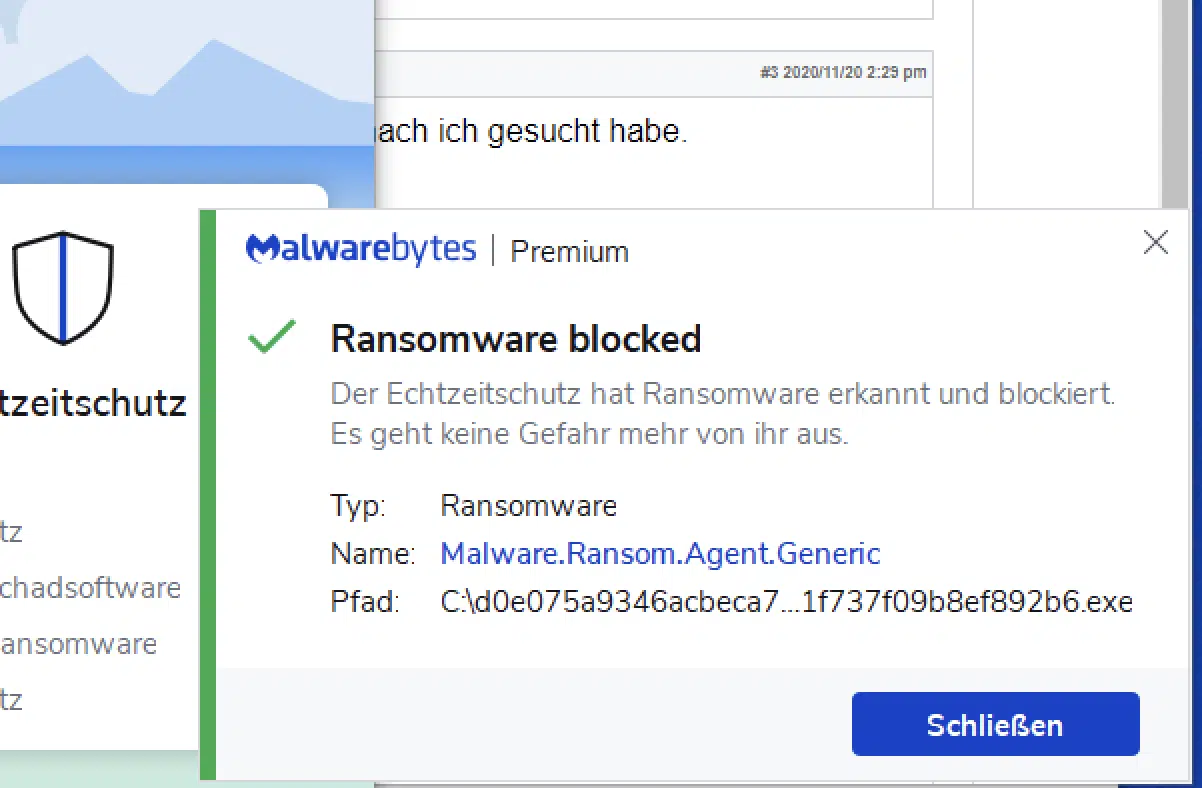 #3 2020/11/20 2:29 pm
ach ich gesucht habe.
Malwarebytes | Premium
Ransomware blocked
Der Echtzeitschutz hat Ransomware erkannt und blockiert.
Es geht keine Gefahr mehr von ihr aus.
Typ: Ransomware
Name: Malware.Ransom.Agent.Generic
Pfad: C:\d0e075a9346acbeca7...1f737f09b8ef892b6.exe
Schließen
tzeitschutz
tz
chadsoftware
ansomware
tz